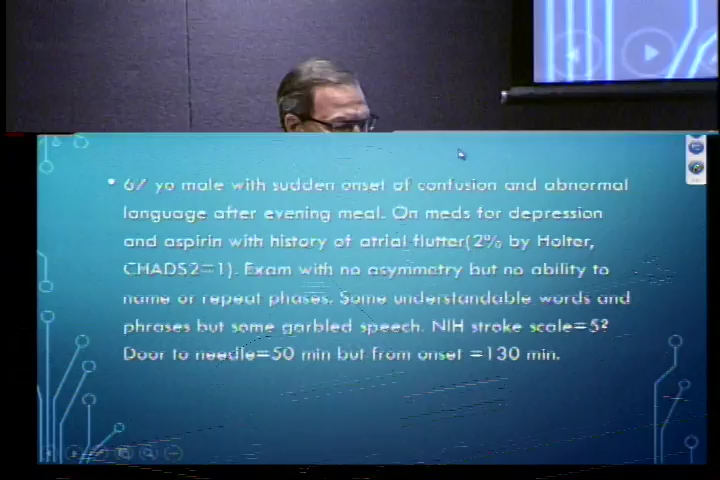 • 67 yo male with sudden onset of confusion and abnormal
language after evening meal. On meds for depression
and aspirin with history of atrial flutter(2% by Holter,
CHADS2=1). Exam with no asymmetry but no ability to
name or repeat phases. Some understandable words and
phrases but some garbled speech. NIH stroke scale=5?
Door to needle=50 min but from onset =130 min.